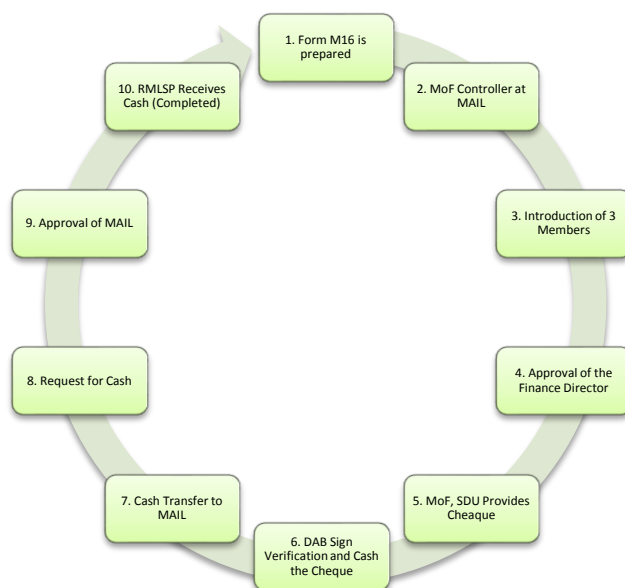 1. Form M16 is
prepared
2. MoF Controller at
MAIL
3. Introduction of 3
Members
4. Approval of the
Finance Director
5. MoF, SDU Provides
Cheaque
6. DAB Sign
Verification and Cash
the Cheque
7. Cash Transfer to
MAIL
8. Request for Cash
9. Approval of MAIL
10. RMLSP Receives
Cash (Completed)